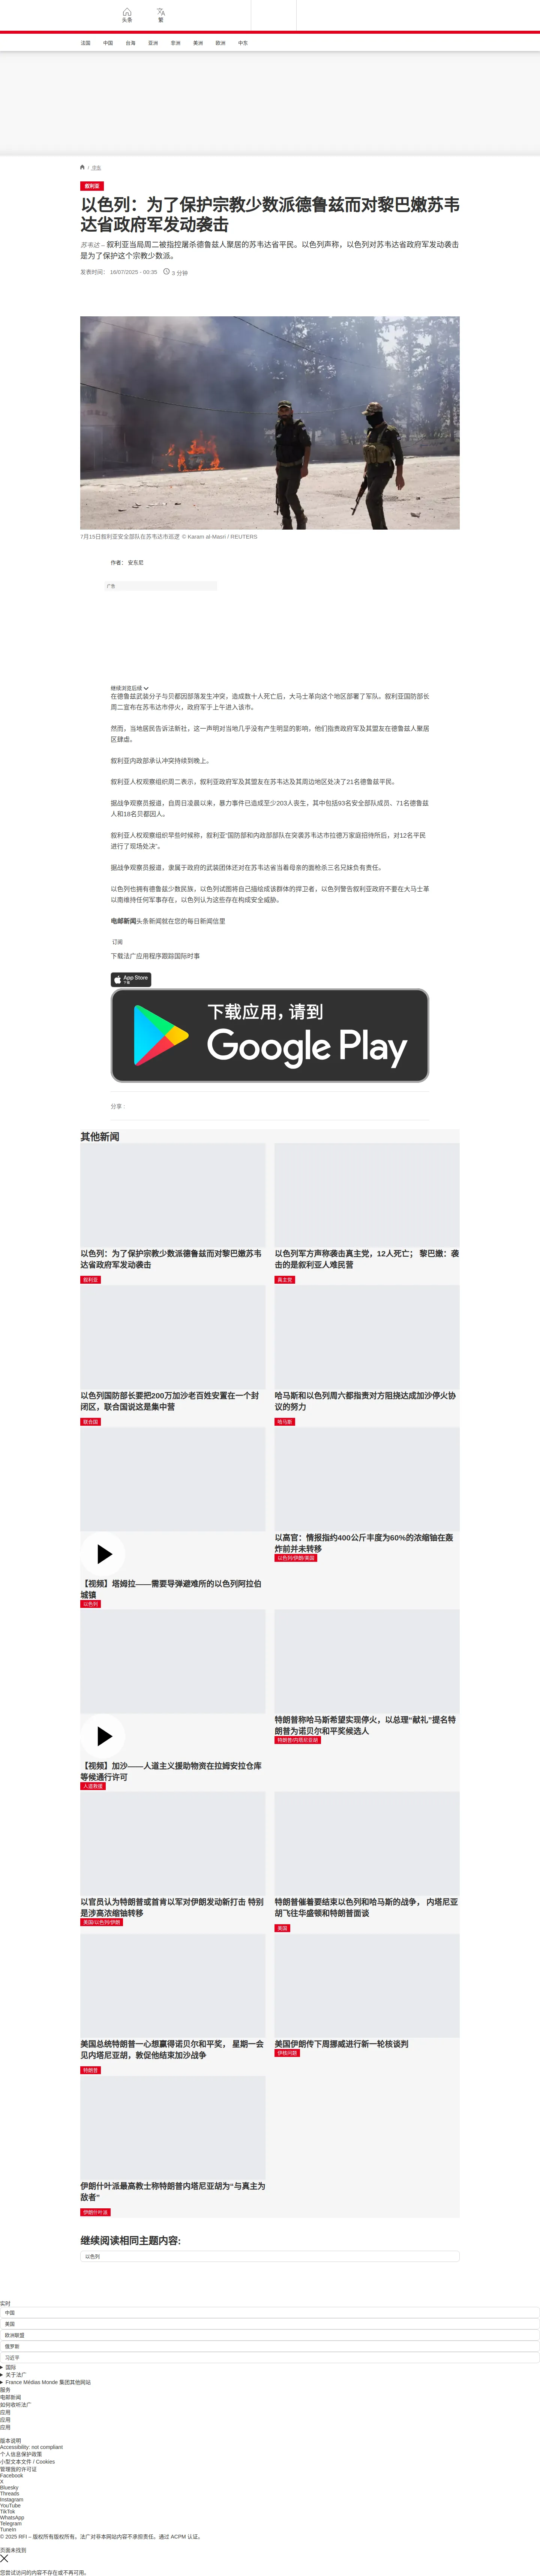 头条
繁
法国
中国
台海
亚洲
非洲
美洲
欧洲
中东
/ 中东
叙利亚
以色列：为了保护宗教少数派德鲁兹而对黎巴嫩苏韦
达省政府军发动袭击
苏韦达 – 叙利亚当局周二被指控屠杀德鲁兹人聚居的苏韦达省平民。以色列声称，以色列对苏韦达省政府军发动袭击
是为了保护这个宗教少数派。
发表时间： 16/07/2025 - 00:35
3 分钟
7月15日叙利亚安全部队在苏韦达市巡逻 © Karam al-Masri / REUTERS
作者： 安东尼
广告
继续浏览后续
在德鲁兹武装分子与贝都因部落发生冲突，造成数十人死亡后，大马士革向这个地区部署了军队。叙利亚国防部长
周二宣布在苏韦达市停火，政府军于上午进入该市。
然而，当地居民告诉法新社，这一声明对当地几乎没有产生明显的影响，他们指责政府军及其盟友在德鲁兹人聚居
区肆虐。
叙利亚内政部承认冲突持续到晚上。
叙利亚人权观察组织周二表示，叙利亚政府军及其盟友在苏韦达及其周边地区处决了21名德鲁兹平民。
据战争观察员报道，自周日凌晨以来，暴力事件已造成至少203人丧生，其中包括93名安全部队成员、71名德鲁兹
人和18名贝都因人。
叙利亚人权观察组织早些时候称，叙利亚“国防部和内政部部队在突袭苏韦达市拉德万家庭招待所后，对12名平民
进行了现场处决”。
据战争观察员报道，隶属于政府的武装团体还对在苏韦达省当着母亲的面枪杀三名兄妹负有责任。
以色列也拥有德鲁兹少数民族，以色列试图将自己描绘成该群体的捍卫者，以色列警告叙利亚政府不要在大马士革
以南维持任何军事存在，以色列认为这些存在构成安全威胁。
电邮新闻头条新闻就在您的每日新闻信里
订阅
下载法广应用程序跟踪国际时事
App Store
下载
下载应用，请到
Google Play
分享 :
其他新闻
以色列：为了保护宗教少数派德鲁兹而对黎巴嫩苏韦
达省政府军发动袭击
叙利亚
以色列军方声称袭击真主党，12人死亡； 黎巴嫩：袭
击的是叙利亚人难民营
真主党
以色列国防部长要把200万加沙老百姓安置在一个封
闭区，联合国说这是集中营
联合国
哈马斯和以色列周六都指责对方阻挠达成加沙停火协
议的努力
哈马斯
【视频】塔姆拉——需要导弹避难所的以色列阿拉伯
城镇
以色列
以高官：情报指约400公斤丰度为60%的浓缩铀在轰
炸前并未转移
以色列/伊朗/美国
【视频】加沙——人道主义援助物资在拉姆安拉仓库
等候通行许可
人道救援
特朗普称哈马斯希望实现停火，以总理“献礼”提名特
朗普为诺贝尔和平奖候选人
特朗普/内塔尼亚胡
以官员认为特朗普或首肯以军对伊朗发动新打击 特别
是涉高浓缩铀转移
美国/以色列/伊朗
特朗普催着要结束以色列和哈马斯的战争， 内塔尼亚
胡飞往华盛顿和特朗普面谈
美国
美国总统特朗普一心想赢得诺贝尔和平奖， 星期一会
见内塔尼亚胡，敦促他结束加沙战争
特朗普
美国伊朗传下周挪威进行新一轮核谈判
伊核问题
伊朗什叶派最高教士称特朗普内塔尼亚胡为“与真主为
敌者”
伊朗什叶派
继续阅读相同主题内容:
以色列
实时
中国
美国
欧洲联盟
俄罗斯
习近平
国际
关于法广
France Médias Monde 集团其他网站
服务
电邮新闻
如何收听法广
应用
应用
应用
版本说明
Accessibility: not compliant
个人信息保护政策
小型文本文件 / Cookies
管理我的许可证
Facebook
X
Bluesky
Threads
Instagram
YouTube
TikTok
WhatsApp
Telegram
TuneIn
© 2025 RFI – 版权所有版权所有。法广对非本网站内容不承担责任。通过 ACPM 认证。
页面未找到
您尝试访问的内容不存在或不再可用。